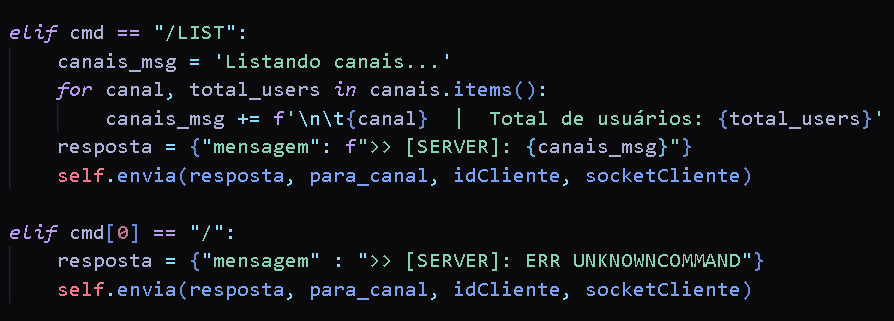 elif cmd == "/LIST":
canais_msg = 'Listando canais...'
for canal, total_users in canais.items():
canais_msg += f'\n\t{canal}  |  Total de usuários: {total_users}'
resposta = {"mensagem": f">> [SERVER]: {canais_msg}"}
self.envia(resposta, para_canal, idCliente, socketCliente)
elif cmd[0] == "/":
resposta = {"mensagem" : ">> [SERVER]: ERR UNKNOWNCOMMAND"}
self.envia(resposta, para_canal, idCliente, socketCliente)